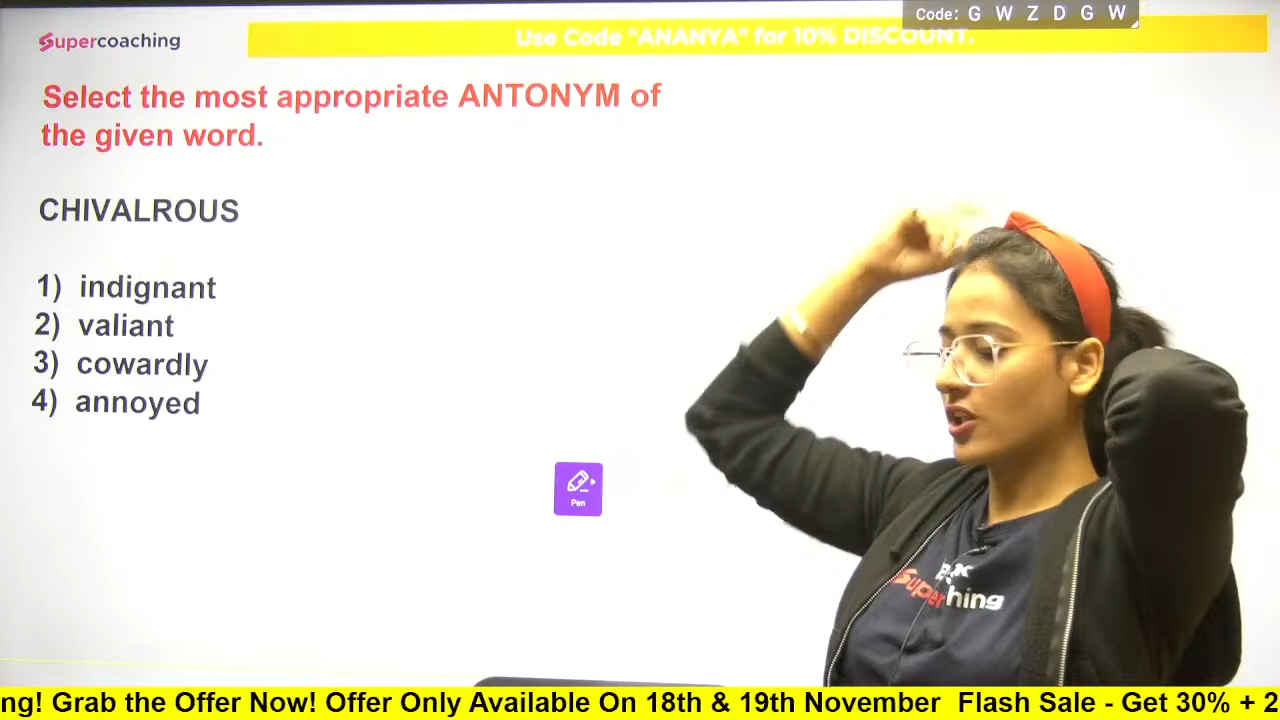 Code: G W Z D G W
Supercoaching
Use Code "ANANYA" for 10% DISCOUNT.
Select the most appropriate ANTONYM of
the given word.
CHIVALROUS
1) indignant
2) valiant
3) cowardly
4) annoyed
Pen
ng! Grab the Offer Now! Offer Only Available On 18th & 19th November Flash Sale - Get 30% + 2